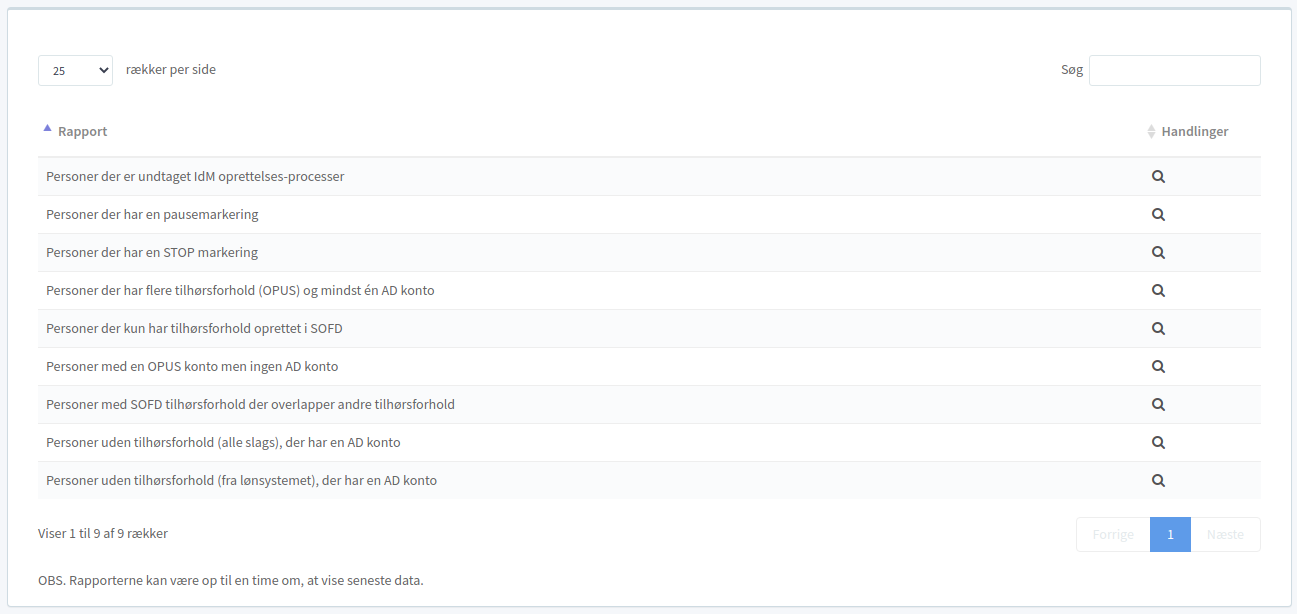 25 rækker per side Søg
Rapport Handlinger
Personer der er undtaget IdM oprettelses-processer
Personer der har en pausemarkering
Personer der har en STOP markering
Personer der har flere tilhørsforhold (OPUS) og mindst én AD konto
Personer der kun har tilhørsforhold oprettet i SOFD
Personer med en OPUS konto men ingen AD konto
Personer med SOFD tilhørsforhold der overlapper andre tilhørsforhold
Personer uden tilhørsforhold (alle slags), der har en AD konto
Personer uden tilhørsforhold (fra lønsystemet), der har en AD konto
Viser 1 til 9 af 9 rækker Forrige 1 Næste
OBS. Rapporterne kan være op til en time om, at vise seneste data.